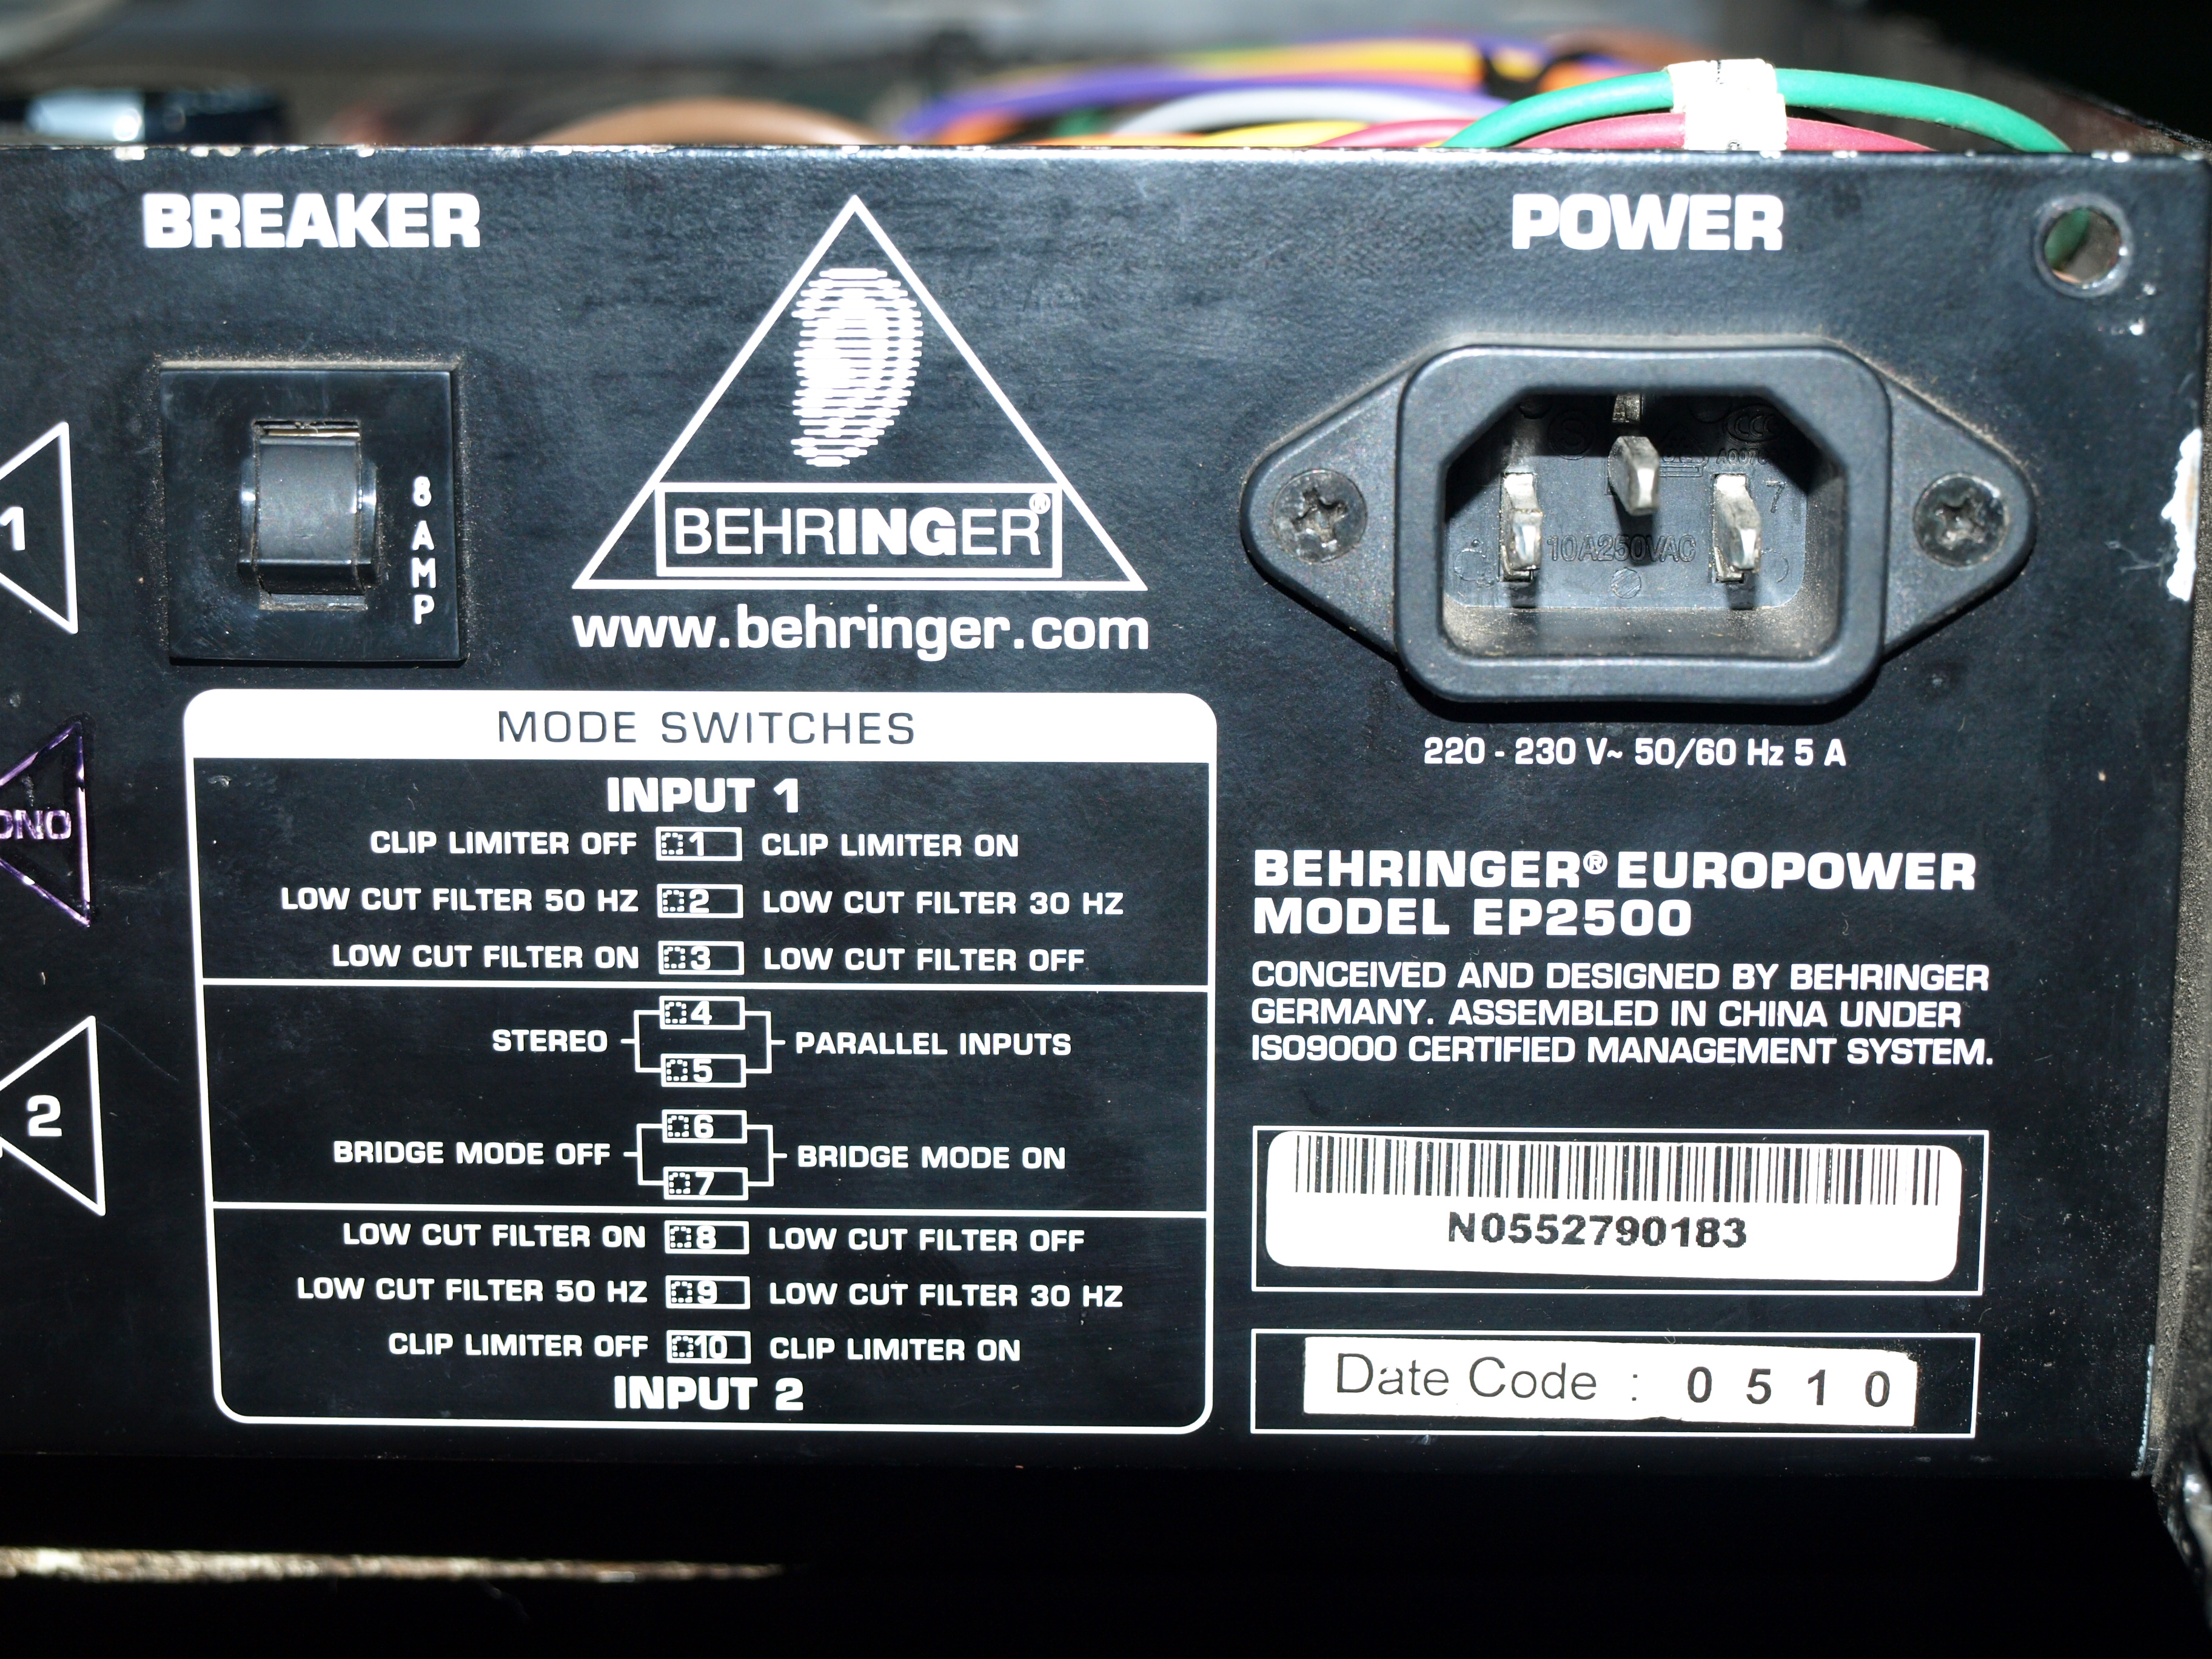 BREAKER
POWER
8 AMP
1
BEHRINGER®
www.behringer.com
10A250VAC
7
220 - 230 V~ 50/60 Hz 5 A
MODE SWITCHES
INPUT 1
CLIP LIMITER OFF 1 CLIP LIMITER ON
LOW CUT FILTER 50 HZ 2 LOW CUT FILTER 30 HZ
LOW CUT FILTER ON 3 LOW CUT FILTER OFF
4
STEREO PARALLEL INPUTS
5
6
BRIDGE MODE OFF BRIDGE MODE ON
7
LOW CUT FILTER ON 8 LOW CUT FILTER OFF
LOW CUT FILTER 50 HZ 9 LOW CUT FILTER 30 HZ
CLIP LIMITER OFF 10 CLIP LIMITER ON
INPUT 2
ONO
2
BEHRINGER® EUROPOWER
MODEL EP2500
CONCEIVED AND DESIGNED BY BEHRINGER
GERMANY. ASSEMBLED IN CHINA UNDER
ISO9000 CERTIFIED MANAGEMENT SYSTEM.
N0552790183
Date Code : 0510